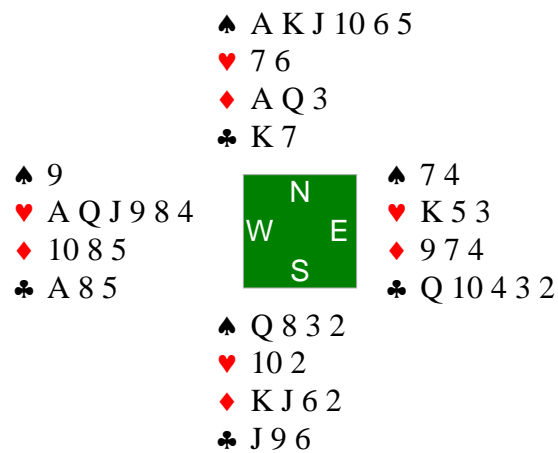 ♠ A K J 10 6 5
♥ 7 6
♦ A Q 3
♣ K 7
♠ 9
♥ A Q J 9 8 4
♦ 10 8 5
♣ A 8 5
N
W E
S
♠ 7 4
♥ K 5 3
♦ 9 7 4
♣ Q 10 4 3 2
♠ Q 8 3 2
♥ 10 2
♦ K J 6 2
♣ J 9 6